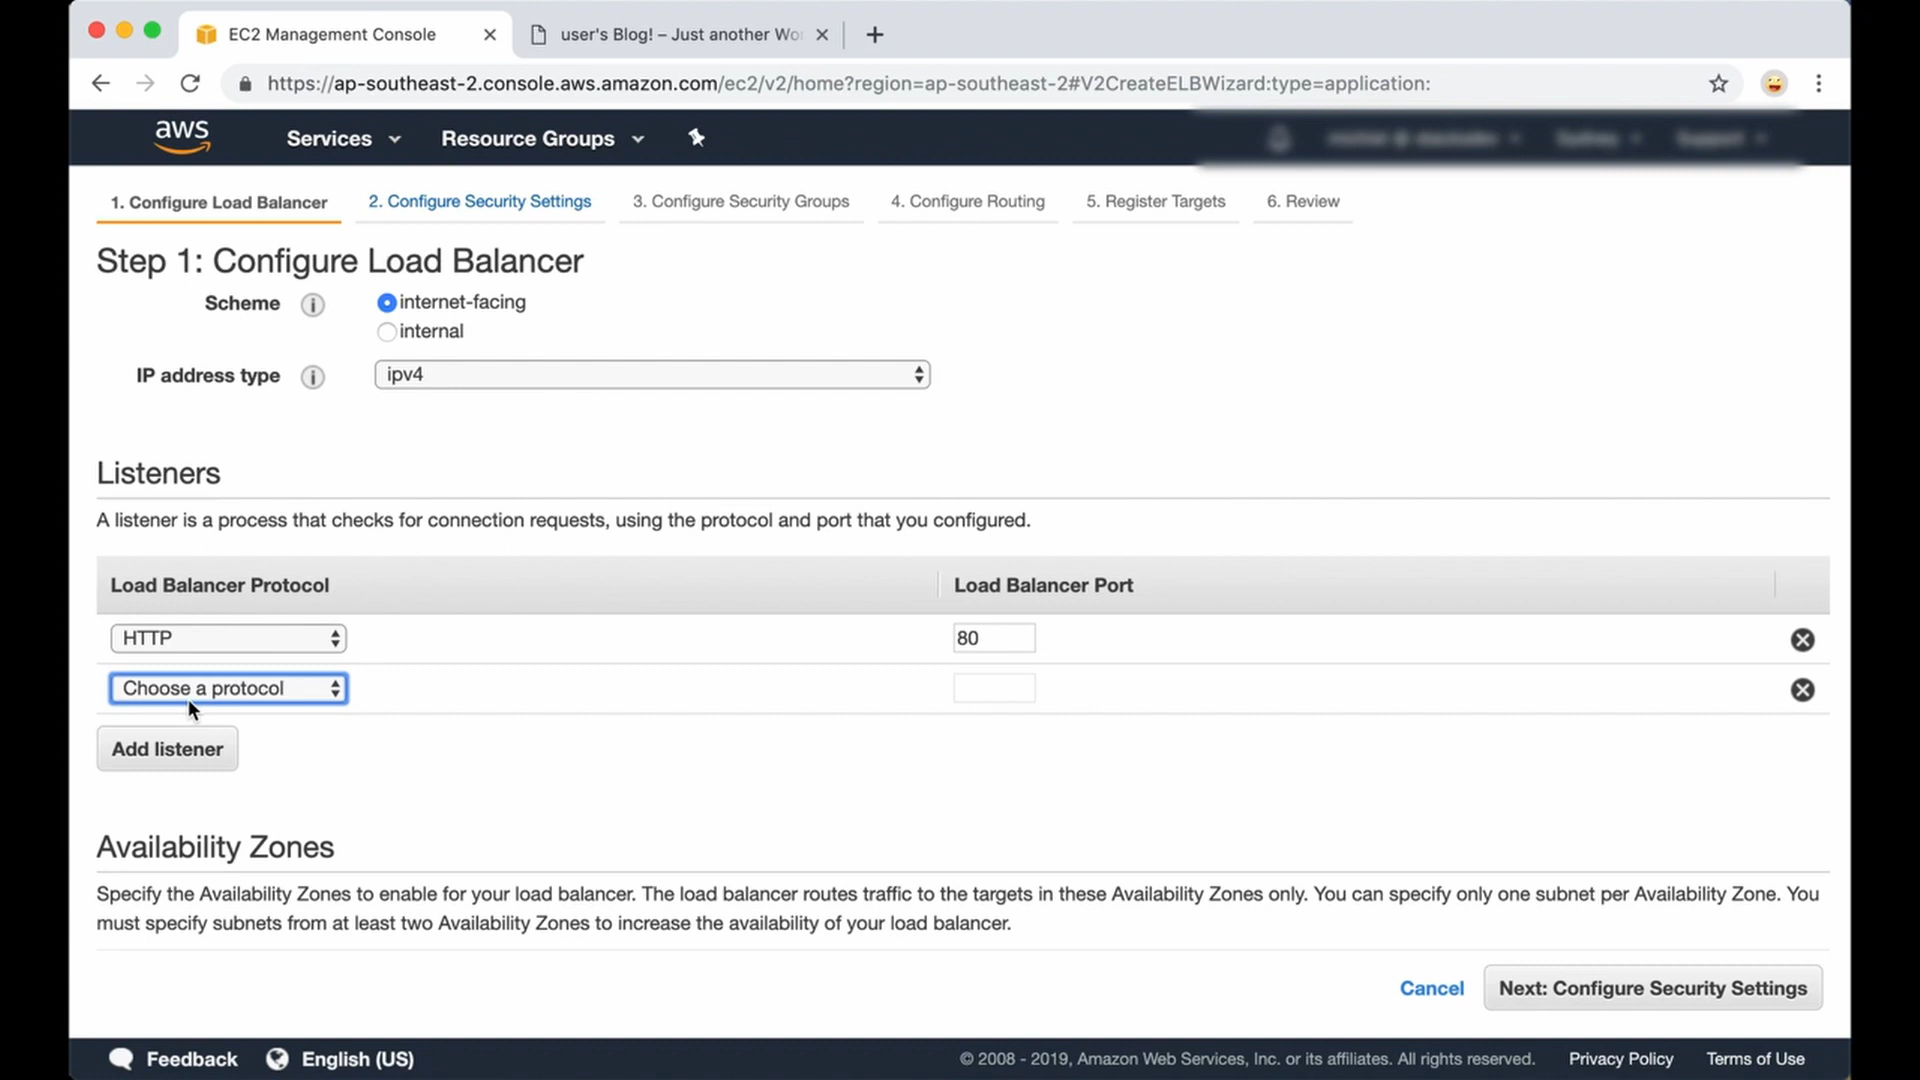 EC2 Management Console
user's Blog! – Just another Wo
https://ap-southeast-2.console.aws.amazon.com/ec2/v2/home?region=ap-southeast-2#V2CreateELBWizard:type=application:
aws
Services
Resource Groups
1. Configure Load Balancer
2. Configure Security Settings
3. Configure Security Groups
4. Configure Routing
5. Register Targets
6. Review
Step 1: Configure Load Balancer
Scheme
internet-facing
internal
IP address type
ipv4
Listeners
A listener is a process that checks for connection requests, using the protocol and port that you configured.
Load Balancer Protocol
Load Balancer Port
HTTP
80
Choose a protocol
Add listener
Availability Zones
Specify the Availability Zones to enable for your load balancer. The load balancer routes traffic to the targets in these Availability Zones only. You can specify only one subnet per Availability Zone. You
must specify subnets from at least two Availability Zones to increase the availability of your load balancer.
Cancel
Next: Configure Security Settings
Feedback
English (US)
© 2008 - 2019, Amazon Web Services, Inc. or its affiliates. All rights reserved.
Privacy Policy
Terms of Use